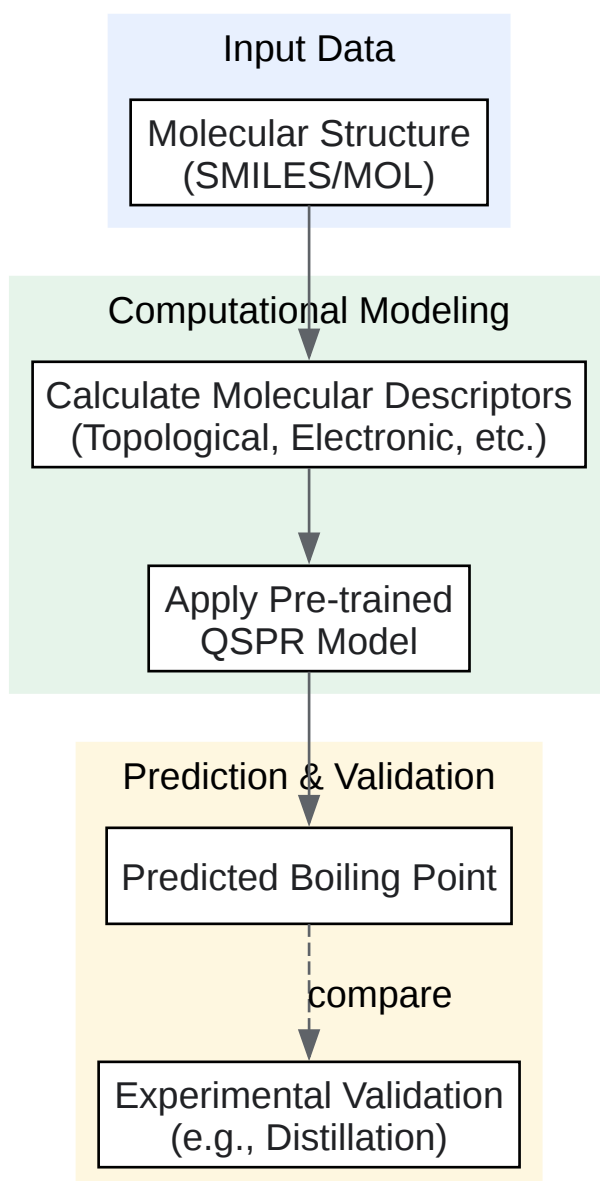 Input Data
Molecular Structure
(SMILES/MOL)
Computational Modeling
Calculate Molecular Descriptors
(Topological, Electronic, etc.)
Apply Pre-trained
QSPR Model
Prediction & Validation
Predicted Boiling Point
compare
Experimental Validation
(e.g., Distillation)